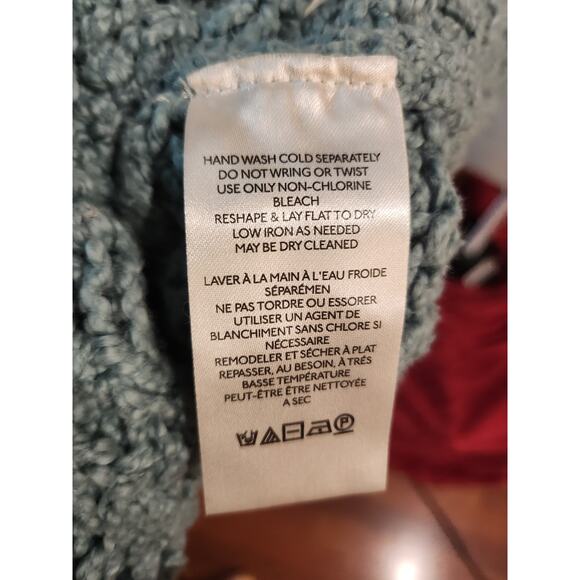 HAND WASH COLD SEPARATELY
DO NOT WRING OR TWIST
USE ONLY NON-CHLORINE
BLEACH
RESHAPE & LAY FLAT TO DRY
LOW IRON AS NEEDED
MAY BE DRY CLEANED
LAVER À LA MAIN À L'EAU FROIDE
SÉPARÉMEN
NE PAS TORDRE OU ESSORER
UTILISER UN AGENT DE
BLANCHIMENT SANS CHLORE SI
NÉCESSAIRE
REMODELER ET SÉCHER À PLAT
REPASSER, AU BESOIN, À TRÉS
BASSE TEMPÉRATURE
PEUT-ÊTRE ÊTRE NETTOYÉE
A SEC
P